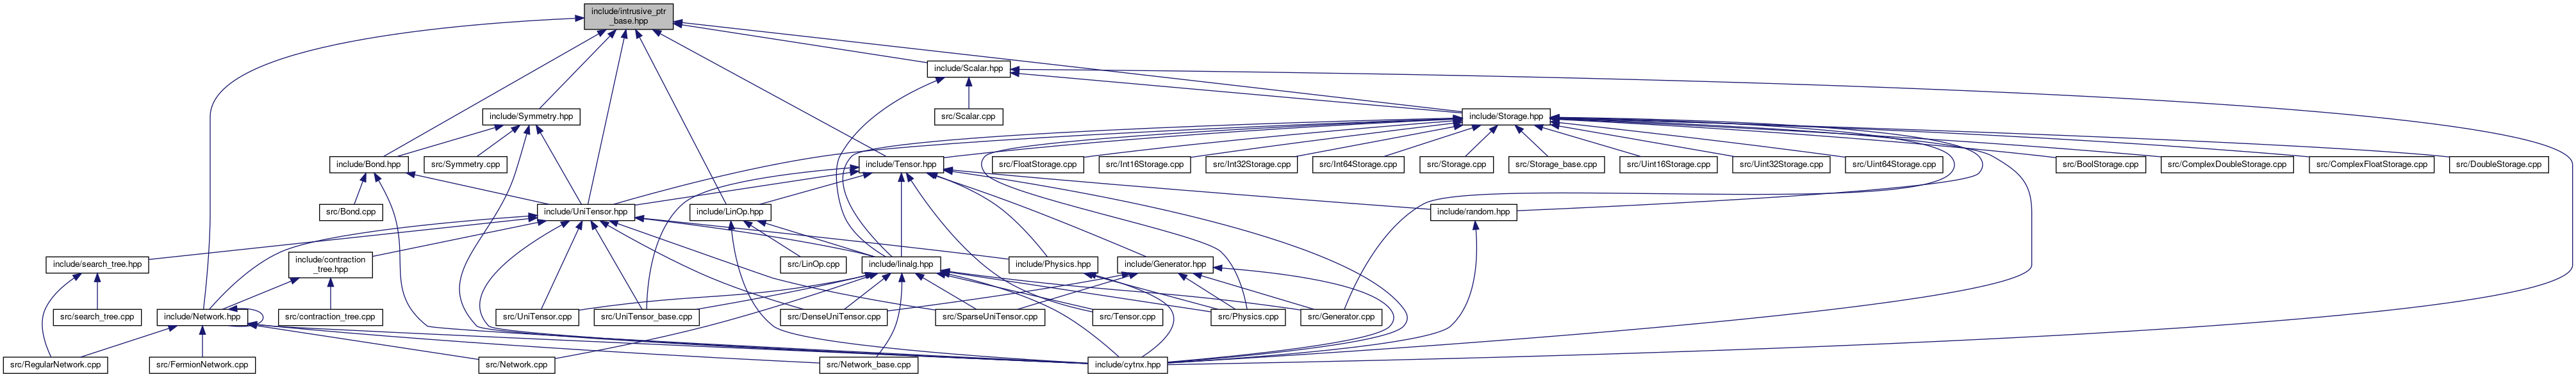 include/intrusive_ptr
_base.hpp
include/Scalar.hpp
include/Symmetry.hpp
src/Scalar.cpp
include/Storage.hpp
include/Bond.hpp
src/Symmetry.cpp
include/Tensor.hpp
src/FloatStorage.cpp
src/Int16Storage.cpp
src/Int32Storage.cpp
src/Int64Storage.cpp
src/Storage.cpp
src/Storage_base.cpp
src/Uint16Storage.cpp
src/Uint32Storage.cpp
src/Uint64Storage.cpp
src/BoolStorage.cpp
src/ComplexDoubleStorage.cpp
src/ComplexFloatStorage.cpp
src/DoubleStorage.cpp
src/Bond.cpp
include/UniTensor.hpp
include/LinOp.hpp
include/random.hpp
include/search_tree.hpp
include/contraction
_tree.hpp
src/LinOp.cpp
include/linalg.hpp
include/Physics.hpp
include/Generator.hpp
src/search_tree.cpp
include/Network.hpp
src/contraction_tree.cpp
src/UniTensor.cpp
src/UniTensor_base.cpp
src/DenseUniTensor.cpp
src/SparseUniTensor.cpp
src/Tensor.cpp
src/Physics.cpp
src/Generator.cpp
src/RegularNetwork.cpp
src/FermionNetwork.cpp
src/Network.cpp
src/Network_base.cpp
include/cytnx.hpp